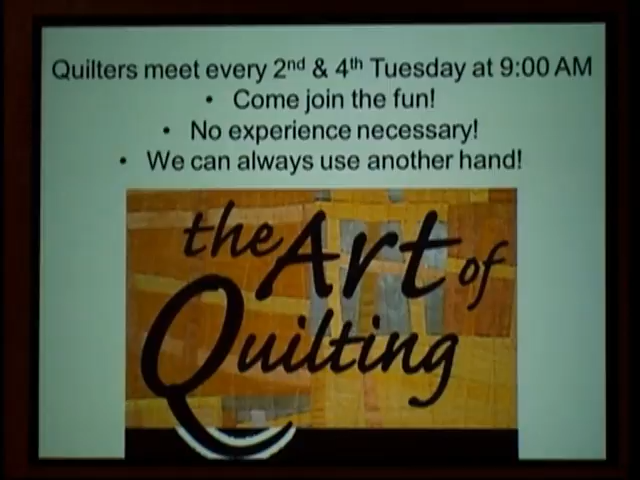 Quilters meet every 2nd & 4th Tuesday at 9:00 AM
• Come join the fun!
• No experience necessary!
• We can always use another hand!
the Art of
Quilting